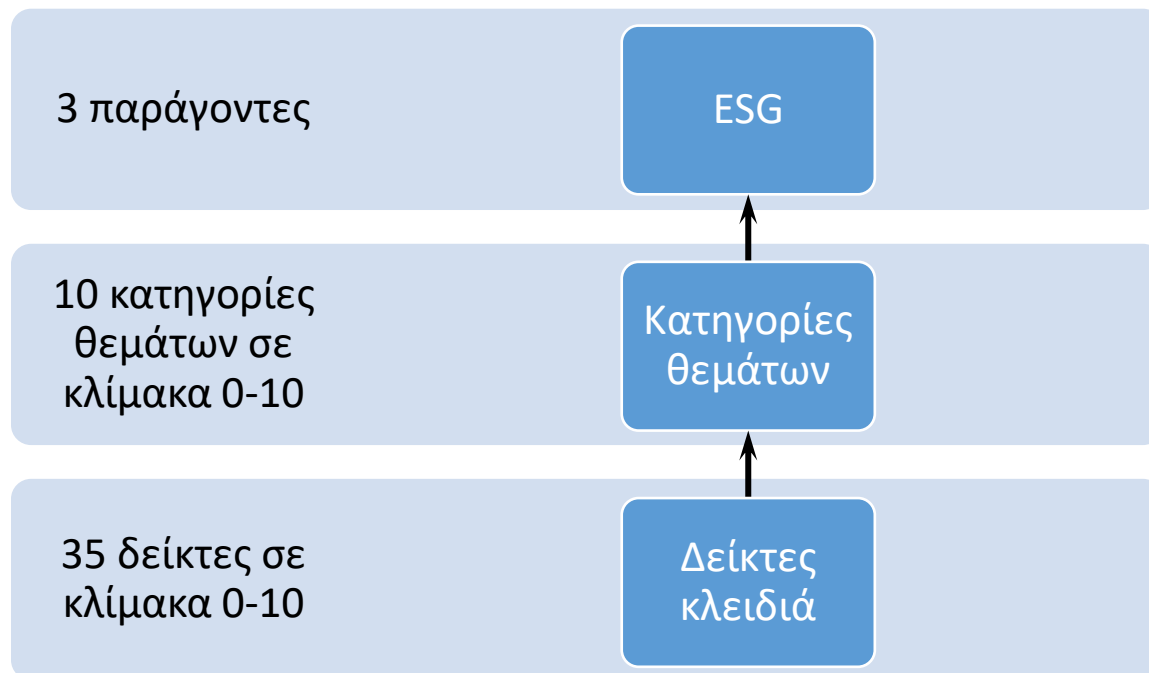 3 παράγοντες
ESG
10 κατηγορίες
θεμάτων σε
κλίμακα 0-10
Κατηγορίες
θεμάτων
35 δείκτες σε
κλίμακα 0-10
Δείκτες
κλειδιά